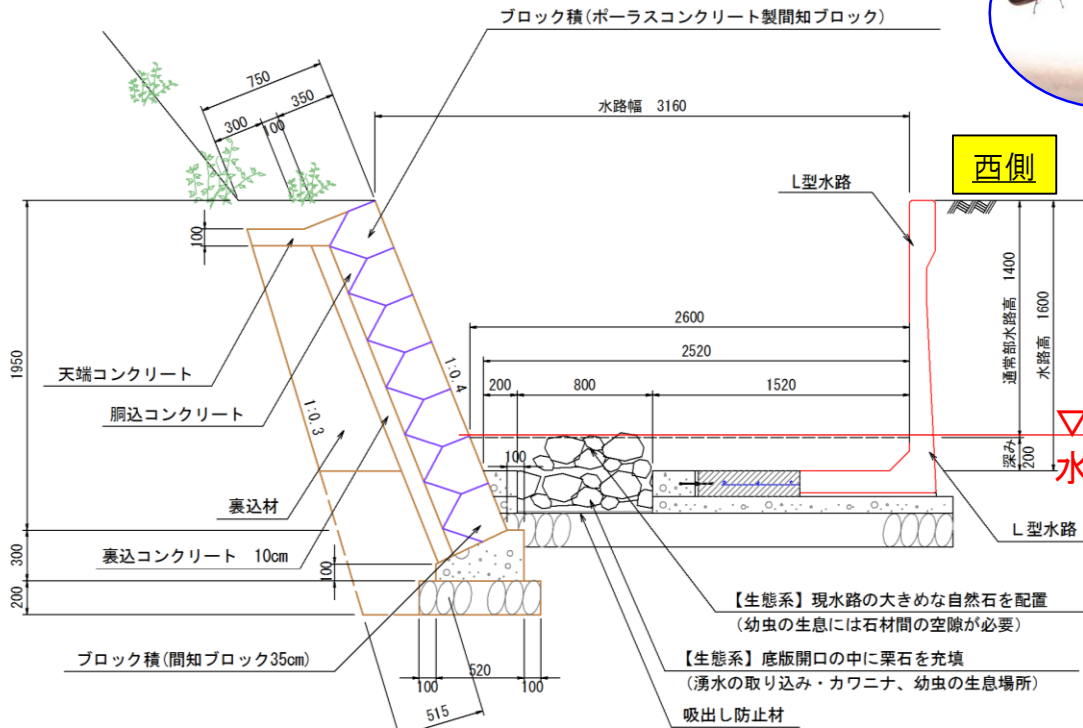 ブロック積(ポーラスコンクリート製間知ブロック)
750
300
100
350
水路幅 3160
西側
L型水路
100
1950
2600
2520
200
800
1520
通常部水路高 1400
水路高 1600
天端コンクリート
胴込コンクリート
1:0.4
1:0.3
100
深み
200
水
裏込材
裏込コンクリート 10cm
L型水路
300
100
200
【生態系】現水路の大きめな自然石を配置
(幼虫の生息には石材間の空隙が必要)
ブロック積(間知ブロック35cm)
【生態系】底版開口の中に栗石を充填
(湧水の取り込み・カワニナ、幼虫の生息場所)
100
520
100
515
吸出し防止材